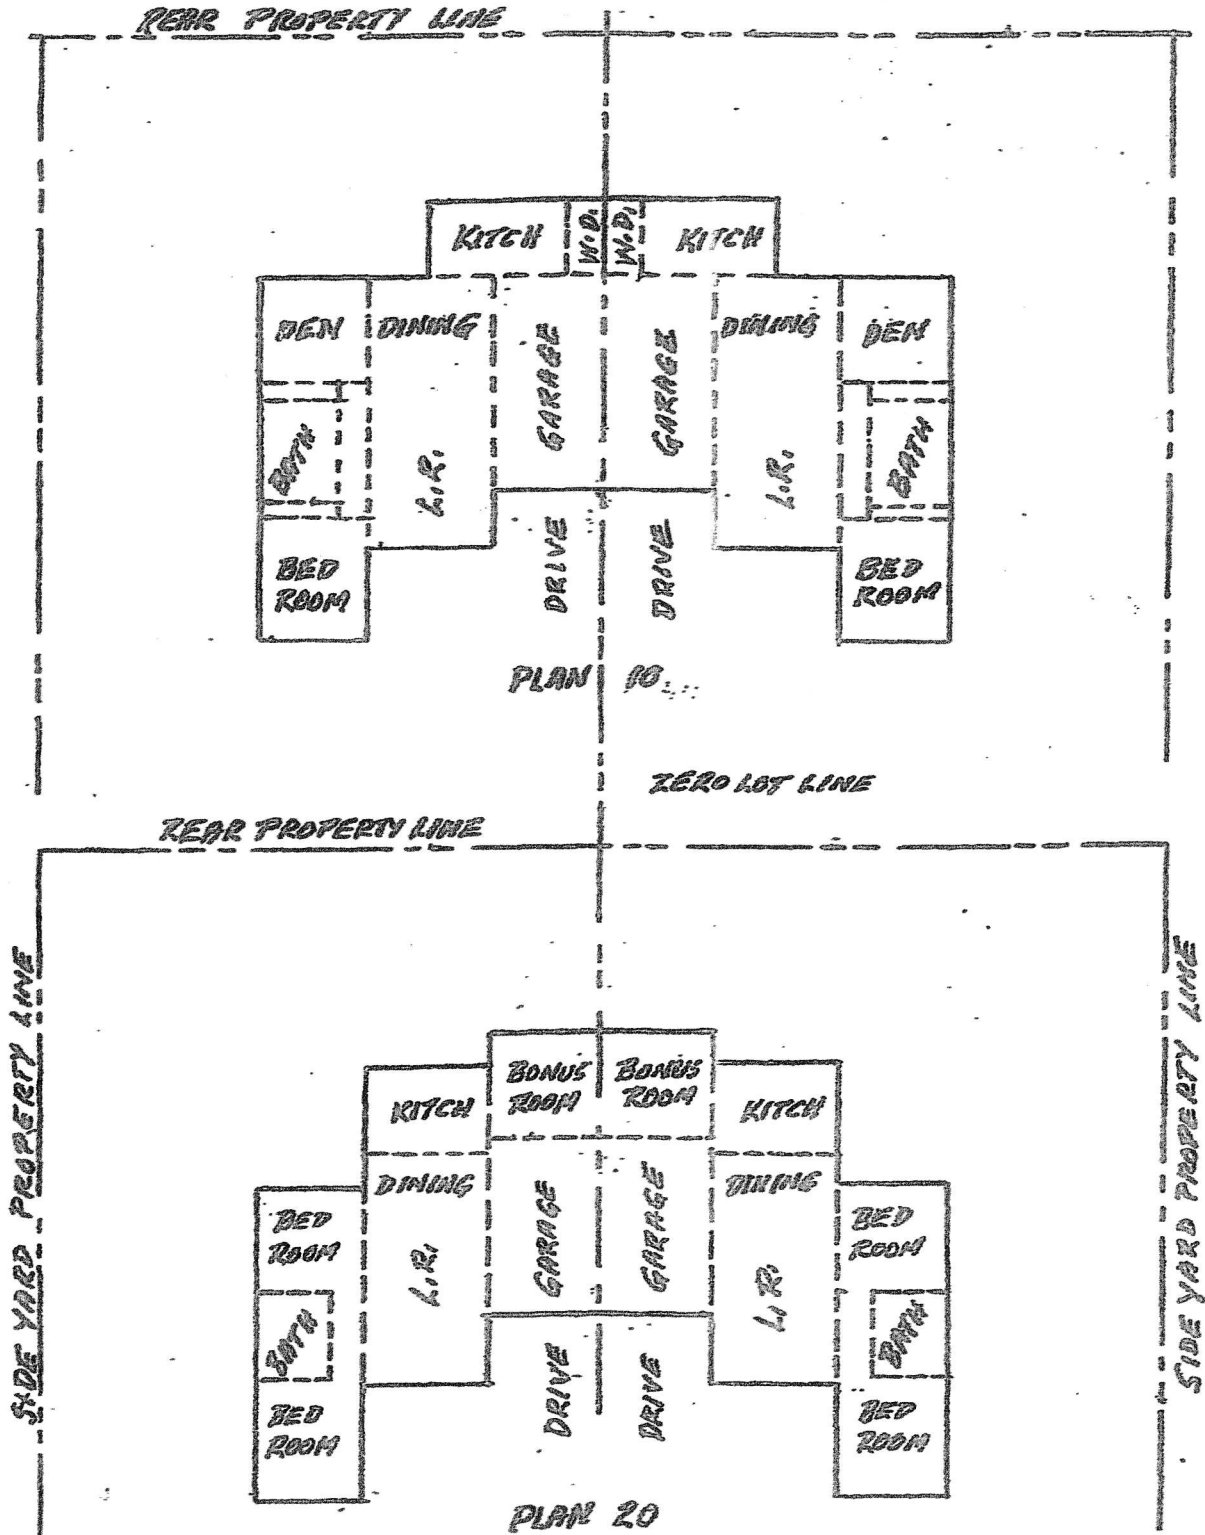 REAR PROPERTY LINE
KITCH W.D. W.D. KITCH
DEN DINING GARAGE GARAGE DINING DEN
BATH L.R. L.R. BATH
BED ROOM DRIVE DRIVE BED ROOM
PLAN 10
ZERO LOT LINE
REAR PROPERTY LINE
SIDE YARD PROPERTY LINE
SIDE YARD PROPERTY LINE
BONUS ROOM BONUS ROOM
KITCH KITCH
DINING DINING
BED ROOM L.R. GARAGE GARAGE L.R. BED ROOM
BATH BATH
BED ROOM DRIVE DRIVE BED ROOM
PLAN 20